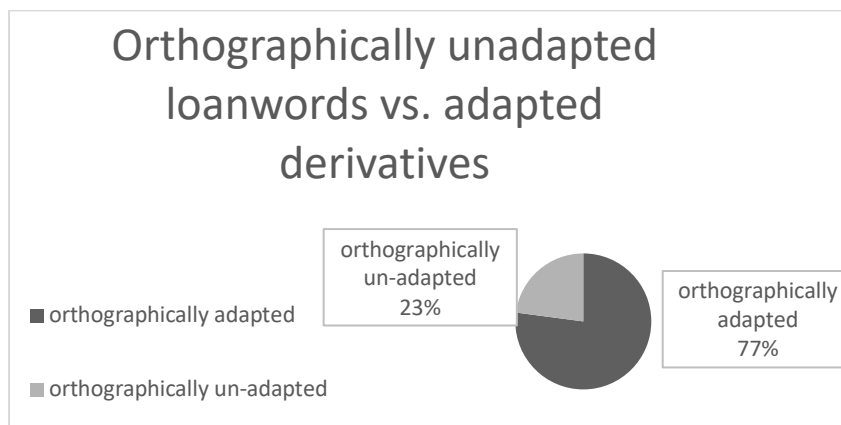 Orthographically unadapted
loanwords vs. adapted
derivatives
orthographically
un-adapted
23%
orthographically
adapted
77%
orthographically adapted
orthographically un-adapted